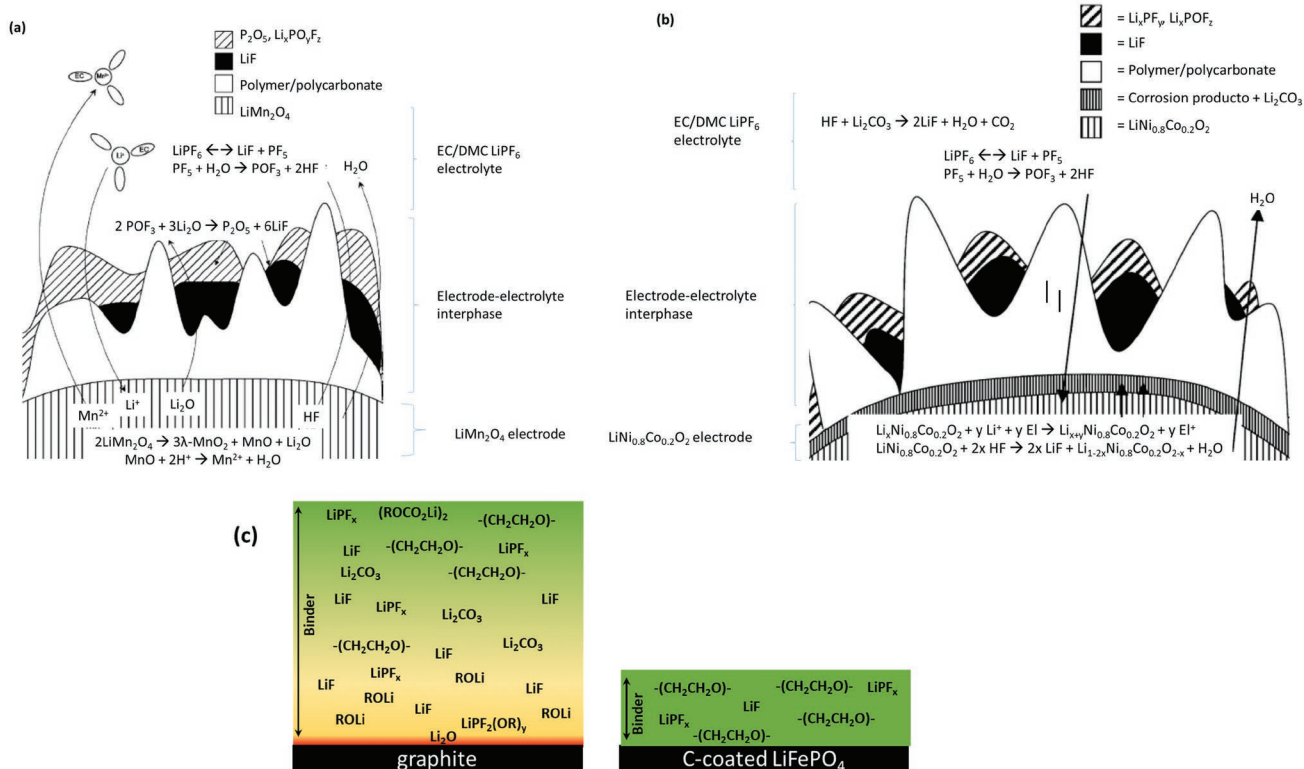 (a)
P₂O₅, LiₓPOᵧF𝓏
LiF
Polymer/polycarbonate
LiMn₂O₄
EC
Mn²⁺
Li⁺
EC
LiPF₆ ←→ LiF + PF₅
PF₅ + H₂O → POF₃ + 2HF
H₂O
2 POF₃ + 3Li₂O → P₂O₅ + 6LiF
EC/DMC LiPF₆
electrolyte
Electrode-electrolyte
interphase
Mn²⁺
Li⁺
Li₂O
HF
2LiMn₂O₄ → 3λ-MnO₂ + MnO + Li₂O
MnO + 2H⁺ → Mn²⁺ + H₂O
LiMn₂O₄ electrode
(b)
= LiₓPFᵧ, LiₓPOF𝓏
= LiF
= Polymer/polycarbonate
= Corrosion producto + Li₂CO₃
= LiNi₀.₈Co₀.₂O₂
EC/DMC LiPF₆
electrolyte
HF + Li₂CO₃ → 2LiF + H₂O + CO₂
LiPF₆ ←→ LiF + PF₅
PF₅ + H₂O → POF₃ + 2HF
H₂O
Electrode-electrolyte
interphase
LiNi₀.₈Co₀.₂O₂ electrode
LiₓNi₀.₈Co₀.₂O₂ + y Li⁺ + y El → Liₓ₊ᵧNi₀.₈Co₀.₂O₂ + y El⁺
LiNi₀.₈Co₀.₂O₂ + 2x HF → 2x LiF + Li₁₋₂ₓNi₀.₈Co₀.₂O₂₋ₓ + H₂O
(c)
Binder
LiPFₓ (ROCO₂Li)₂ -(CH₂CH₂O)-
LiF -(CH₂CH₂O)- LiPFₓ
Li₂CO₃ -(CH₂CH₂O)-
LiF LiPFₓ Li₂CO₃ LiF
-(CH₂CH₂O)- LiF Li₂CO₃
LiF LiPFₓ ROLi LiF
ROLi ROLi LiF LiPF₂(OR)ᵧ ROLi
Li₂O
graphite
Binder
-(CH₂CH₂O)- -(CH₂CH₂O)- LiPFₓ
LiPFₓ LiF -(CH₂CH₂O)-
-(CH₂CH₂O)-
C-coated LiFePO₄